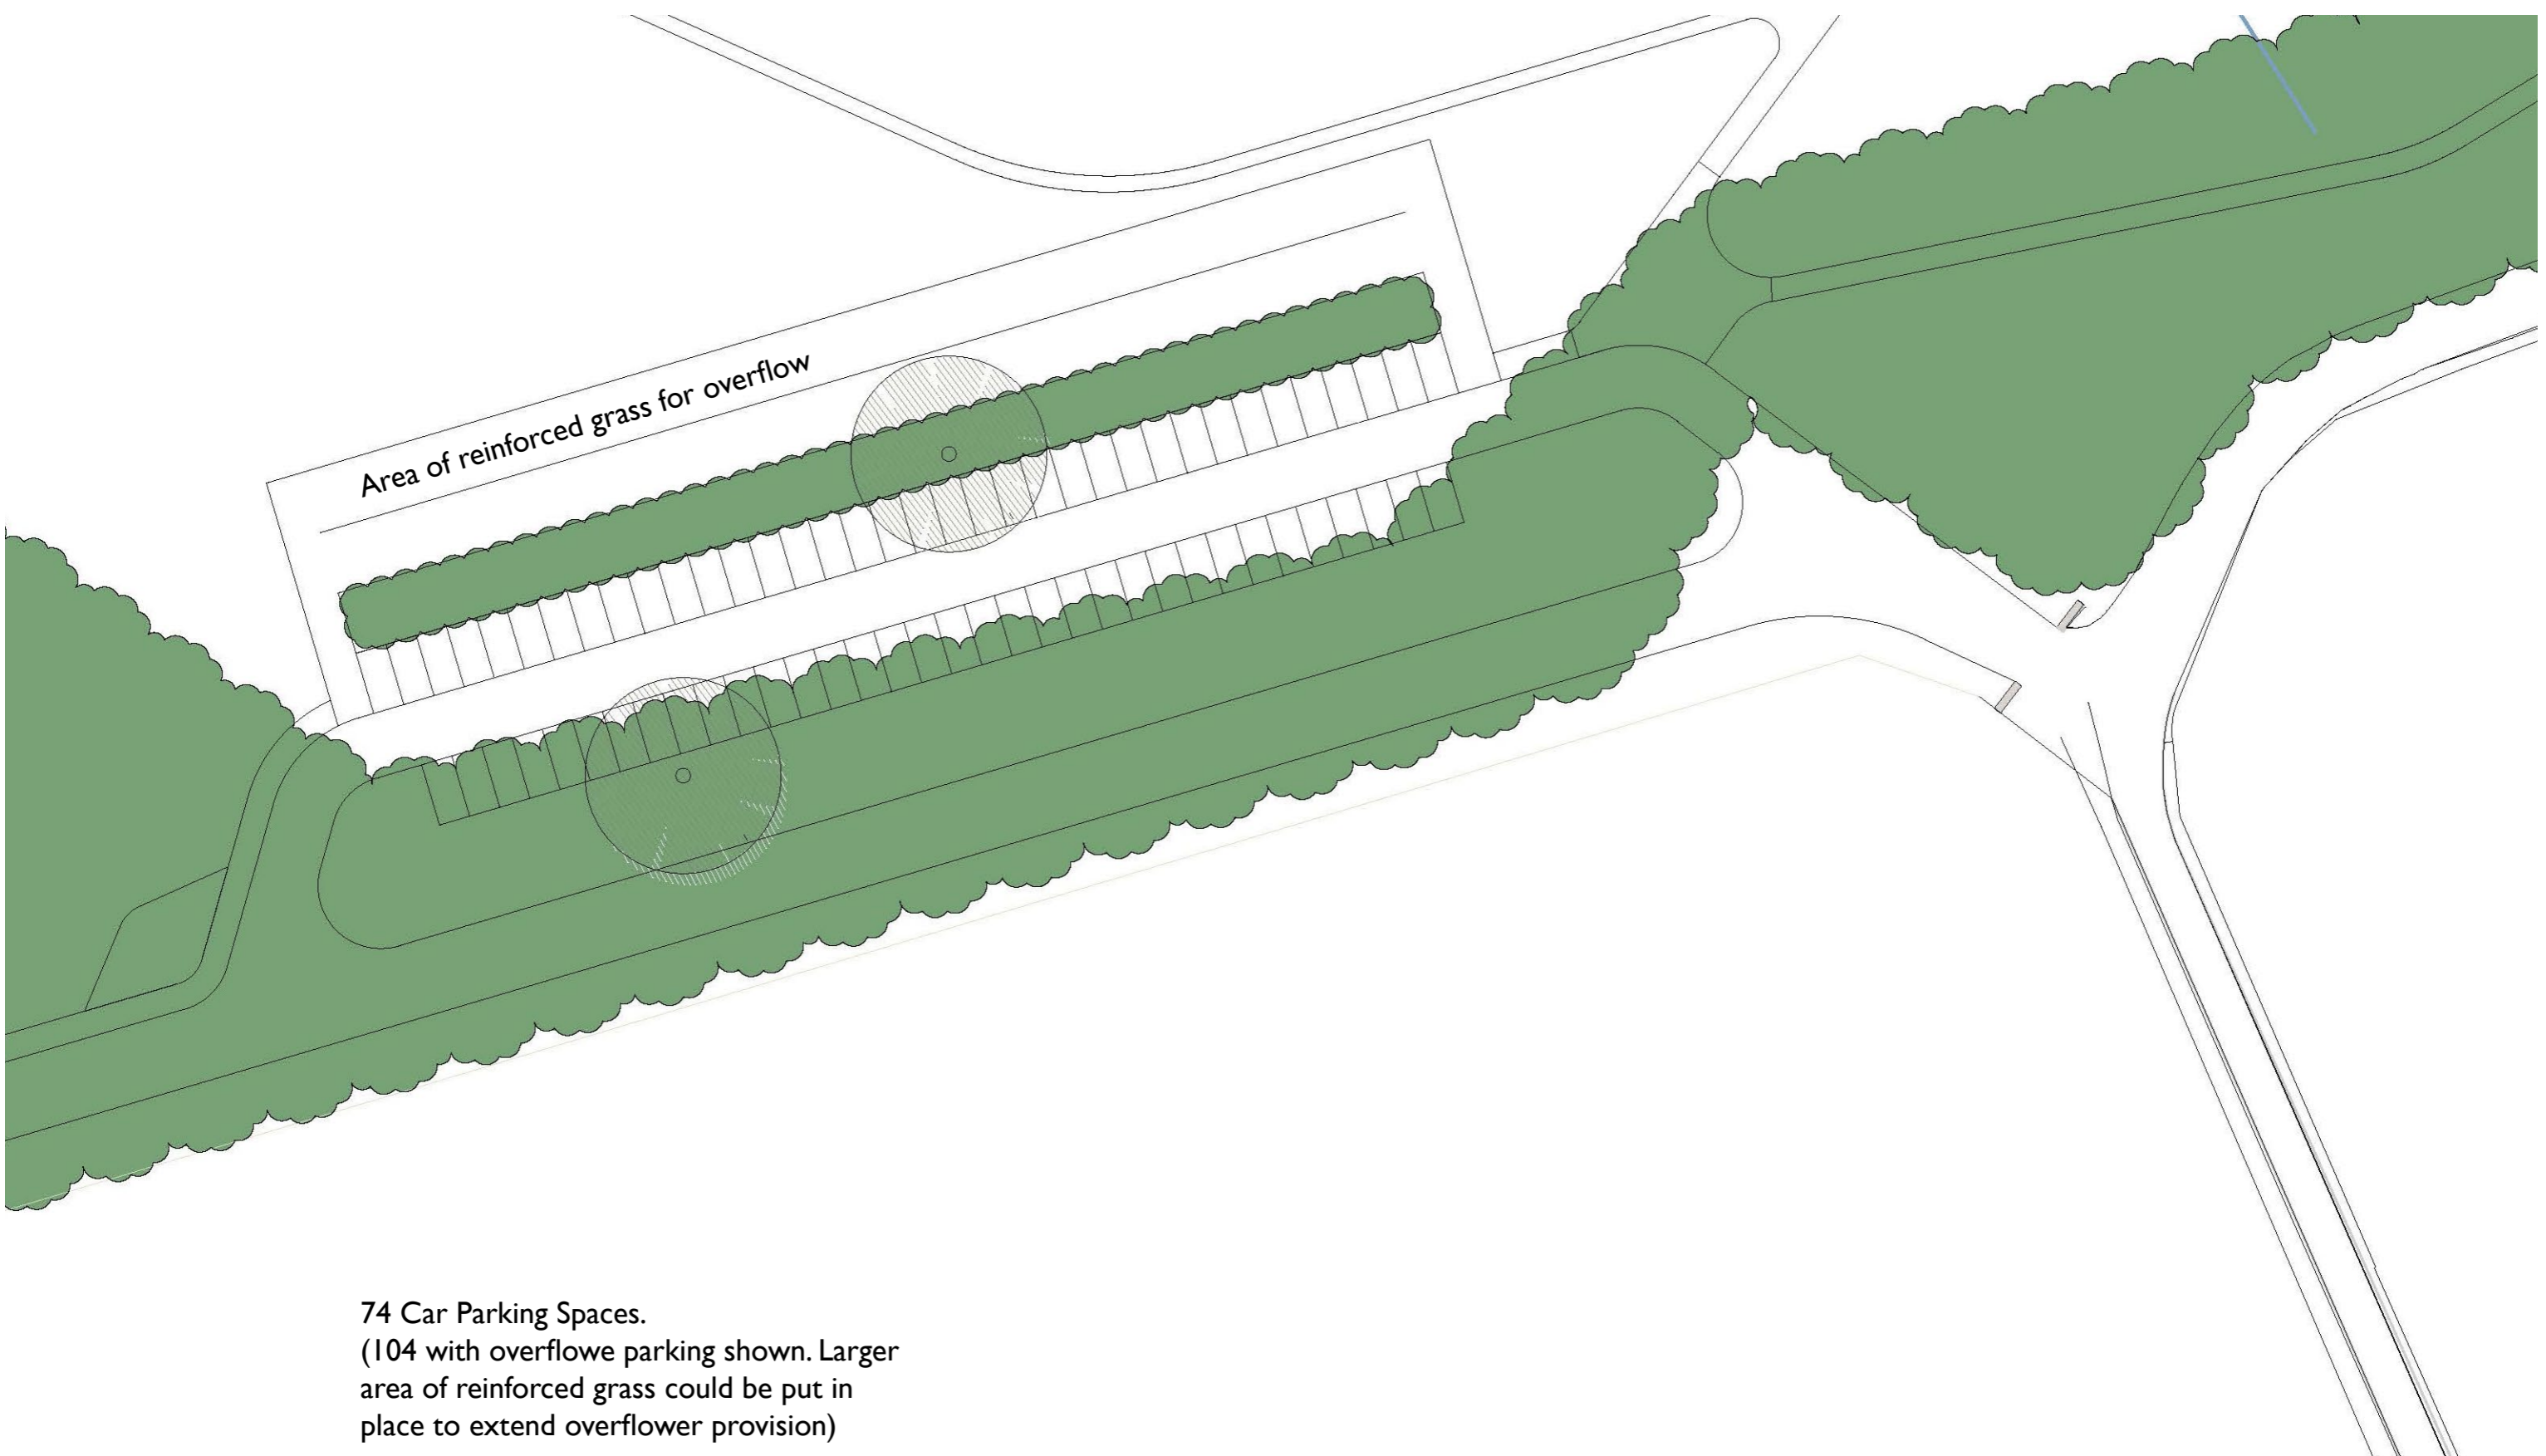 Area of reinforced grass for overflow
74 Car Parking Spaces.
(104 with overflowe parking shown. Larger
area of reinforced grass could be put in
place to extend overflower provision)